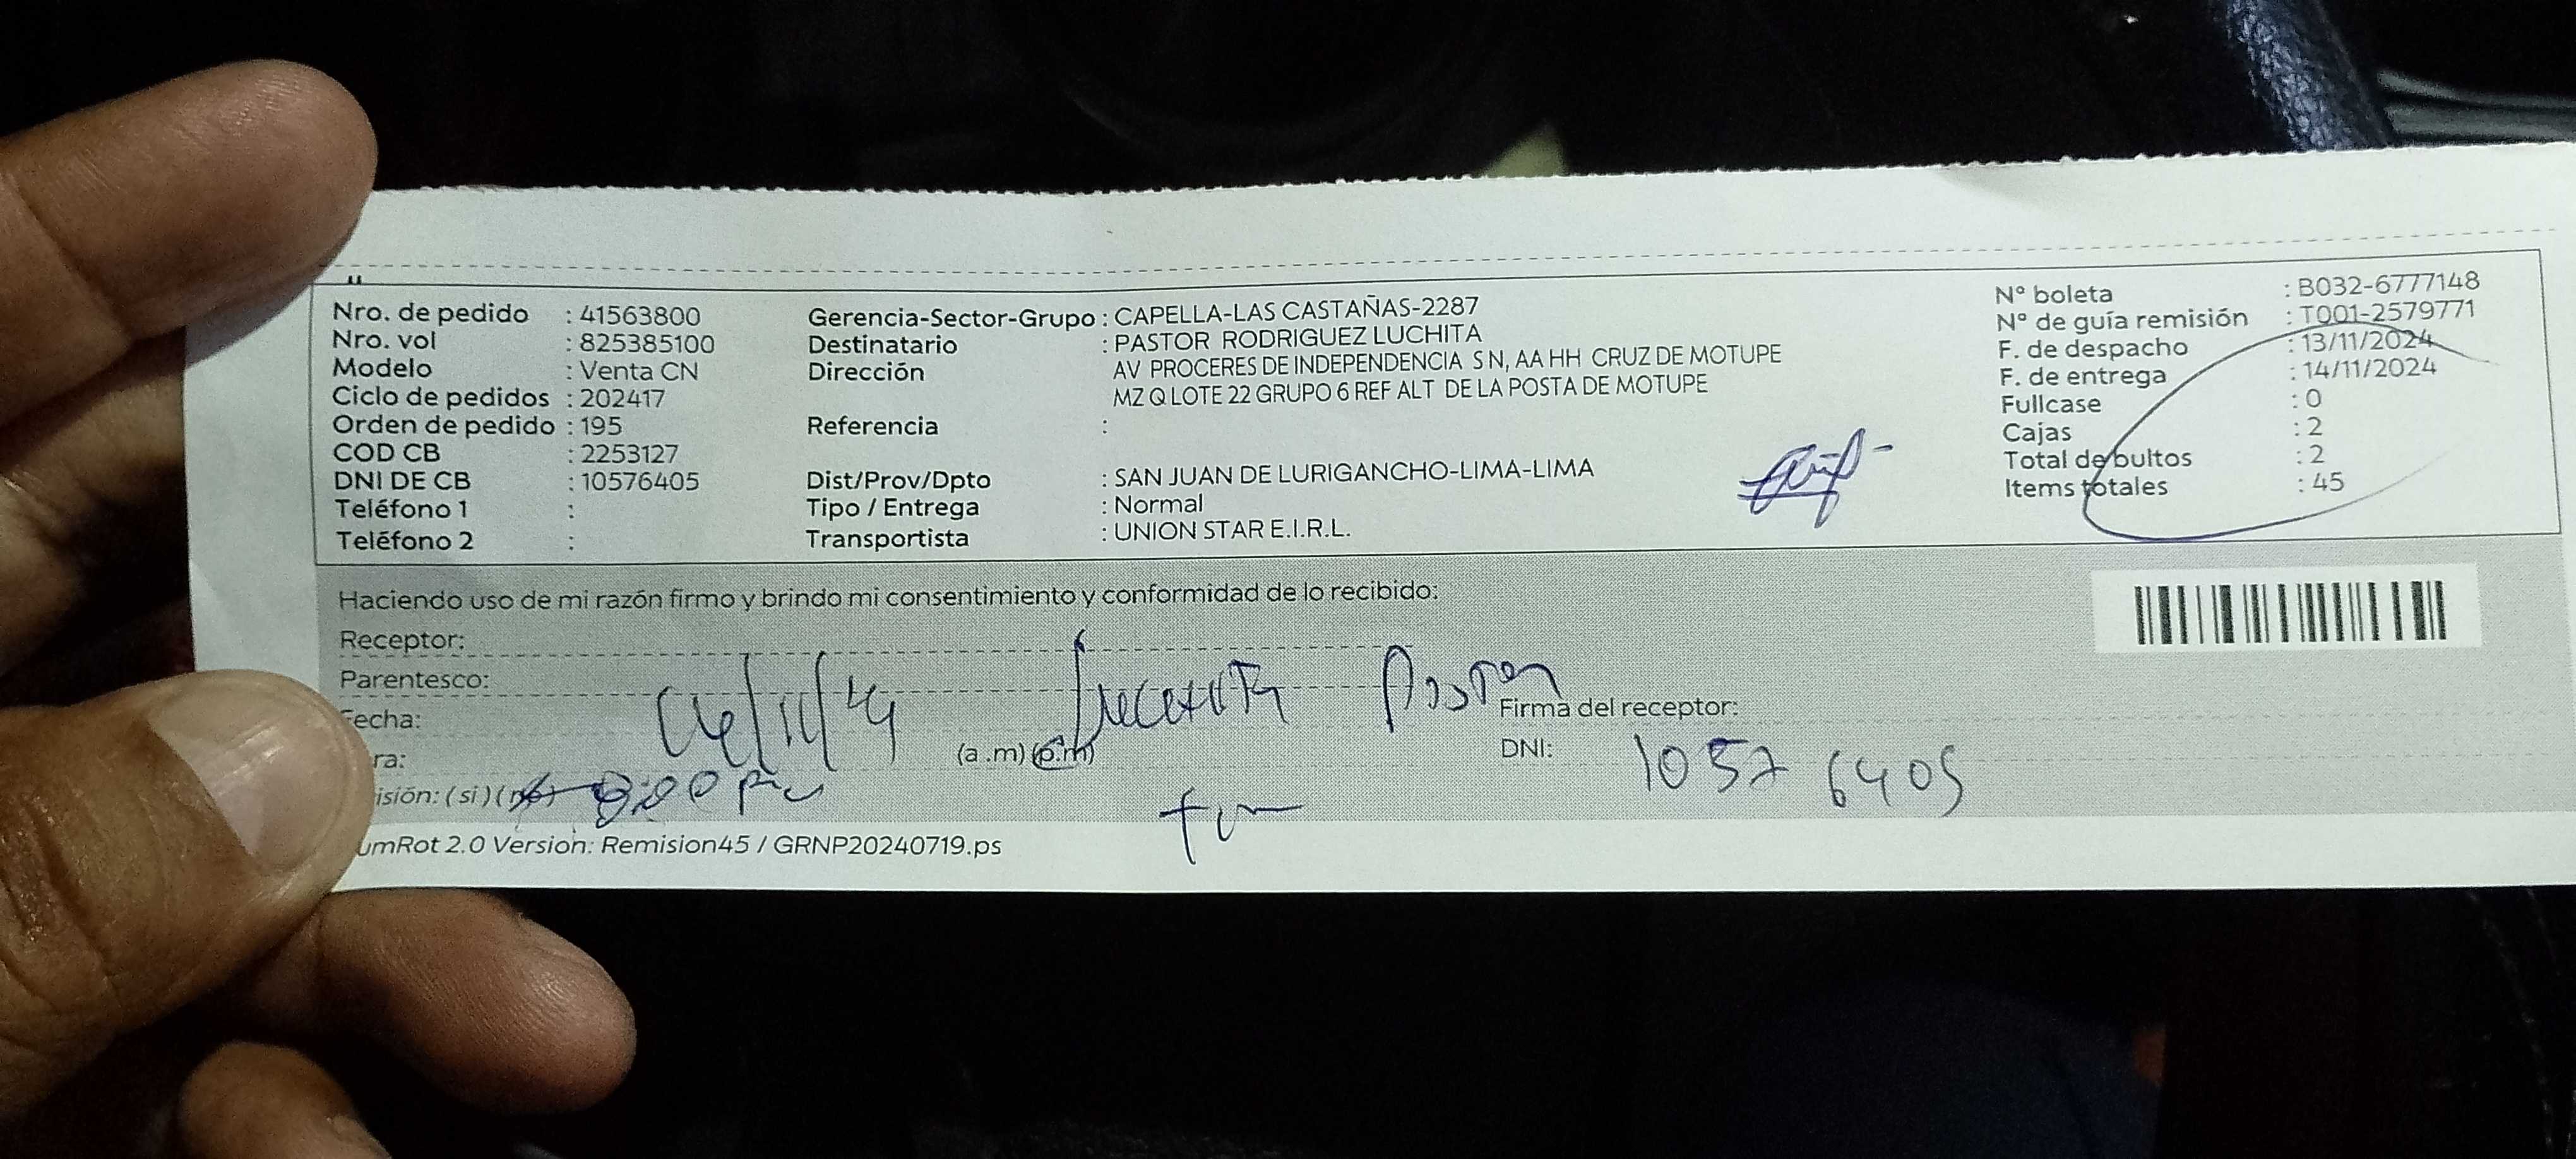 Nro. de pedido : 41563800
Nro. vol : 825385100
Modelo : Venta CN
Ciclo de pedidos : 202417
Orden de pedido : 195
COD CB : 2253127
DNI DE CB : 10576405
Teléfono 1 :
Teléfono 2 :
Gerencia-Sector-Grupo : CAPELLA-LAS CASTAÑAS-2287
Destinatario : PASTOR RODRIGUEZ LUCHITA
Dirección : AV PROCERES DE INDEPENDENCIA S N, AA HH CRUZ DE MOTUPE
MZ Q LOTE 22 GRUPO 6 REF ALT DE LA POSTA DE MOTUPE
Referencia :
Dist/Prov/Dpto : SAN JUAN DE LURIGANCHO-LIMA-LIMA
Tipo / Entrega : Normal
Transportista : UNION STAR E.I.R.L.
N° boleta : B032-6777148
N° de guía remisión : T001-2579771
F. de despacho : 13/11/2024
F. de entrega : 14/11/2024
Fullcase : 0
Cajas : 2
Total de bultos : 2
Items totales : 45
Haciendo uso de mi razón firmo y brindo mi consentimiento y conformidad de lo recibido:
Receptor:
Parentesco:
Fecha:
Firma del receptor:
ra: (a .m) (p.m)
DNI: 10576405
isión: ( si ) (no) 8:00 pm
umRot 2.0 Version: Remision45 / GRNP20240719.ps